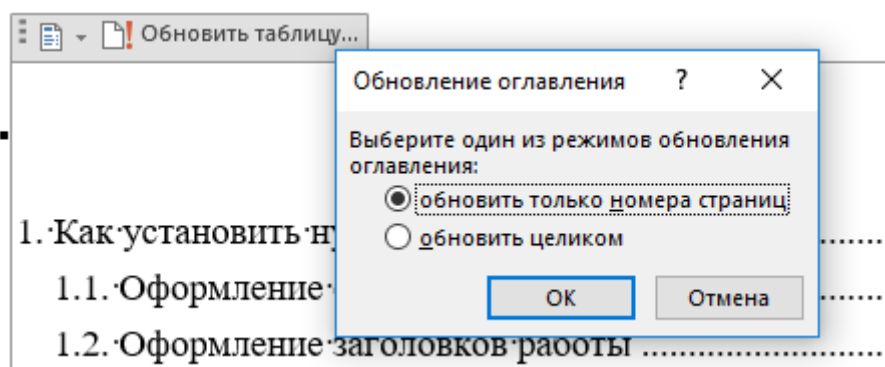 Обновить таблицу...
Обновление оглавления ?
Выберите один из режимов обновления
оглавления:
обновить только номера страниц
обновить целиком
ОК Отмена
1. Как установить
1.1. Оформление
1.2. Оформление заголовков работы ........................